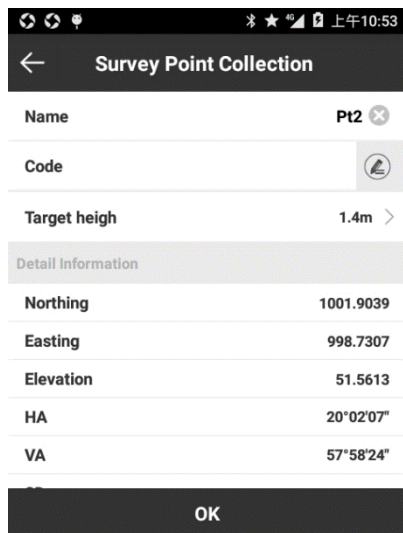 4G 上午10:53
Survey Point Collection
Name Pt2
Code
Target heigh 1.4m
Detail Information
Northing 1001.9039
Easting 998.7307
Elevation 51.5613
HA 20°02'07"
VA 57°58'24"
OK